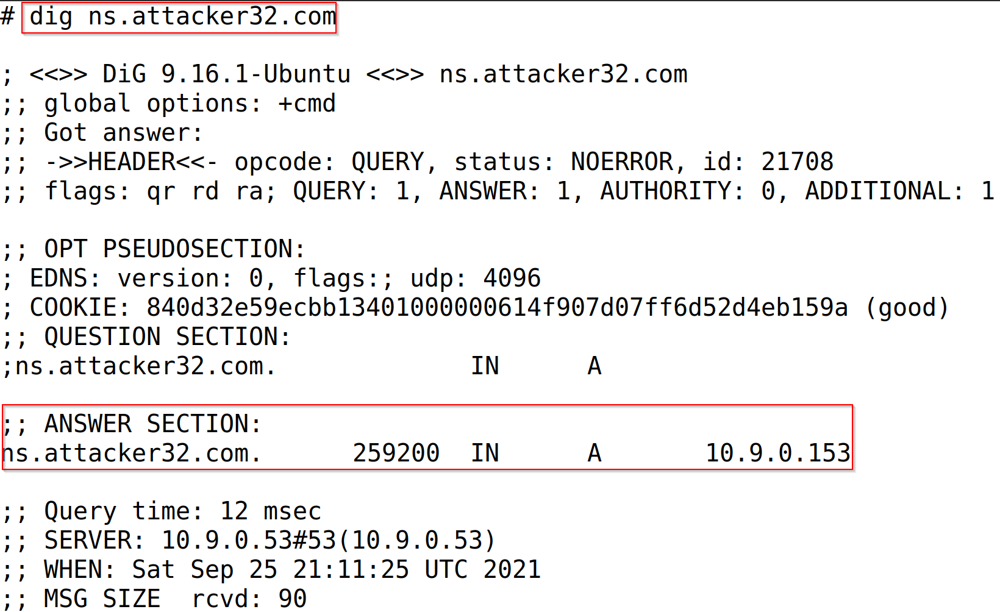 # dig ns.attacker32.com
; <<>> DiG 9.16.1-Ubuntu <<>> ns.attacker32.com
;; global options: +cmd
;; Got answer:
;; ->>HEADER<<- opcode: QUERY, status: NOERROR, id: 21708
;; flags: qr rd ra; QUERY: 1, ANSWER: 1, AUTHORITY: 0, ADDITIONAL: 1
;; OPT PSEUDOSECTION:
; EDNS: version: 0, flags:; udp: 4096
; COOKIE: 840d32e59ecbb13401000000614f907d07ff6d52d4eb159a (good)
;; QUESTION SECTION:
;ns.attacker32.com. IN A
;; ANSWER SECTION:
ns.attacker32.com. 259200 IN A 10.9.0.153
;; Query time: 12 msec
;; SERVER: 10.9.0.53#53(10.9.0.53)
;; WHEN: Sat Sep 25 21:11:25 UTC 2021
;; MSG SIZE  rcvd: 90